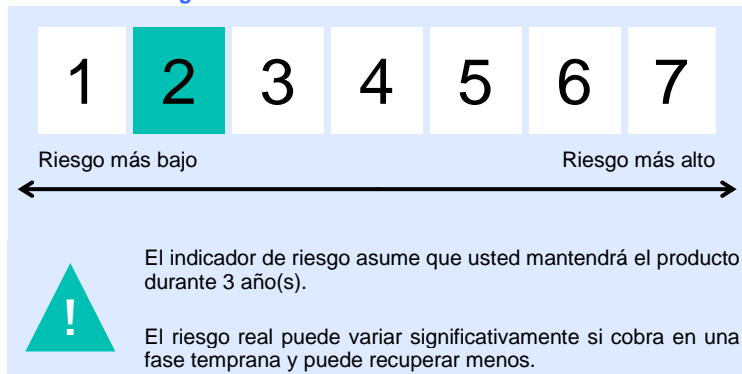 1 2 3 4 5 6 7
Riesgo más bajo Riesgo más alto
El indicador de riesgo asume que usted mantendrá el producto
durante 3 año(s).
!
El riesgo real puede variar significativamente si cobra en una
fase temprana y puede recuperar menos.